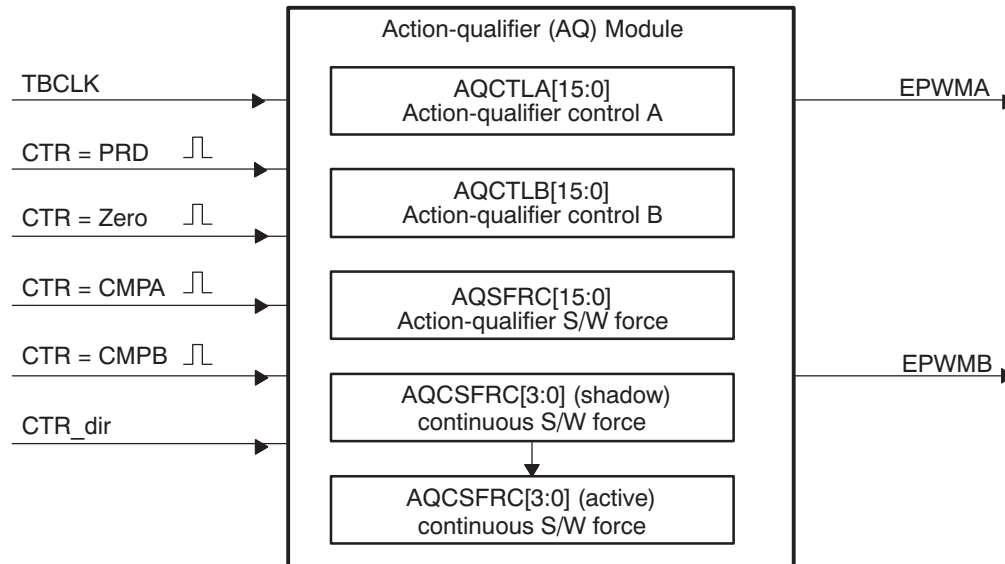 Action-qualifier (AQ) Module
TBCLK
CTR = PRD
CTR = Zero
CTR = CMPA
CTR = CMPB
CTR_dir
AQCTLA[15:0]
Action-qualifier control A
AQCTLB[15:0]
Action-qualifier control B
AQSFRC[15:0]
Action-qualifier S/W force
AQCSFRC[3:0] (shadow)
continuous S/W force
AQCSFRC[3:0] (active)
continuous S/W force
EPWMA
EPWMB